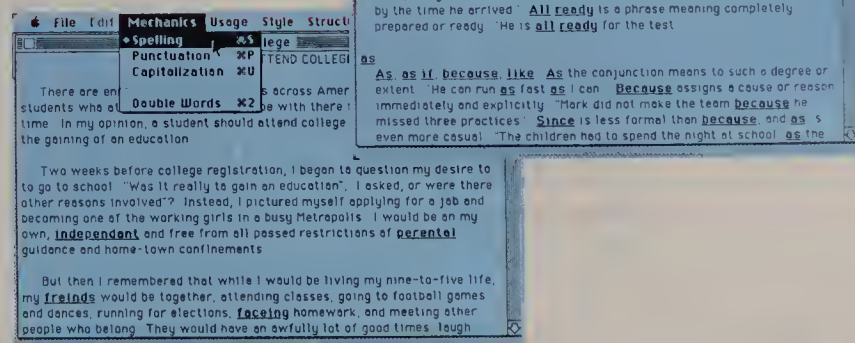 File Edit Mechanics Usage Style Structu
Spelling ⌘S
Punctuation ⌘P
Capitalization ⌘U
Double Words ⌘2
lege
TTEND COLLEGE
There are en s across Amer
students who at be with there
time In my opinion, a student should attend college
the gaining of an education
Two weeks before college registration, I began to question my desire to
to go to school "Was It really to gain an education", I asked, or were there
other reasons involved"? Instead, I pictured myself applying for a job and
becoming one of the working girls in a busy Metropolis I would be on my
own, independant and free from all passed restrictions of perental
guidance and home-town confinements
But then I remembered that while I would be living my nine-to-five life,
my freinds would be together, attending classes, going to football games
and dances, running for elections, faceing homework, and meeting other
people who belong They would have an awfully lot of good times laugh
by the time he arrived All ready is a phrase meaning completely
prepared or ready "He is all ready for the test
as
As, as if, because, like As the conjunction means to such a degree or
extent "He can run as fast as I can Because assigns a cause or reason
immediately and explicitly "Mark did not make the team because he
missed three practices" Since is less formal than because, and as s
even more casual "The children had to spend the night at school as the